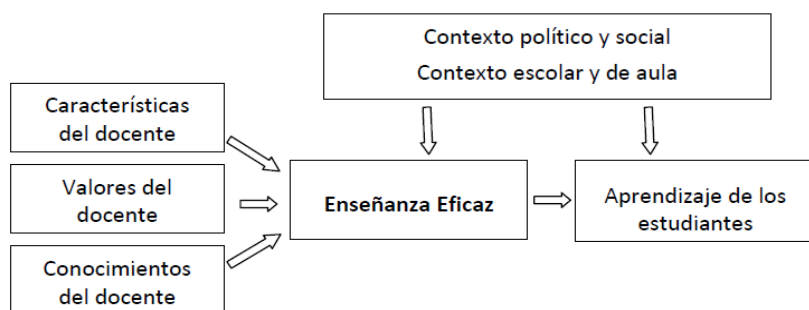 Contexto político y social
Contexto escolar y de aula
Características
del docente
Valores del
docente
Conocimientos
del docente
Enseñanza Eficaz
Aprendizaje de los
estudiantes